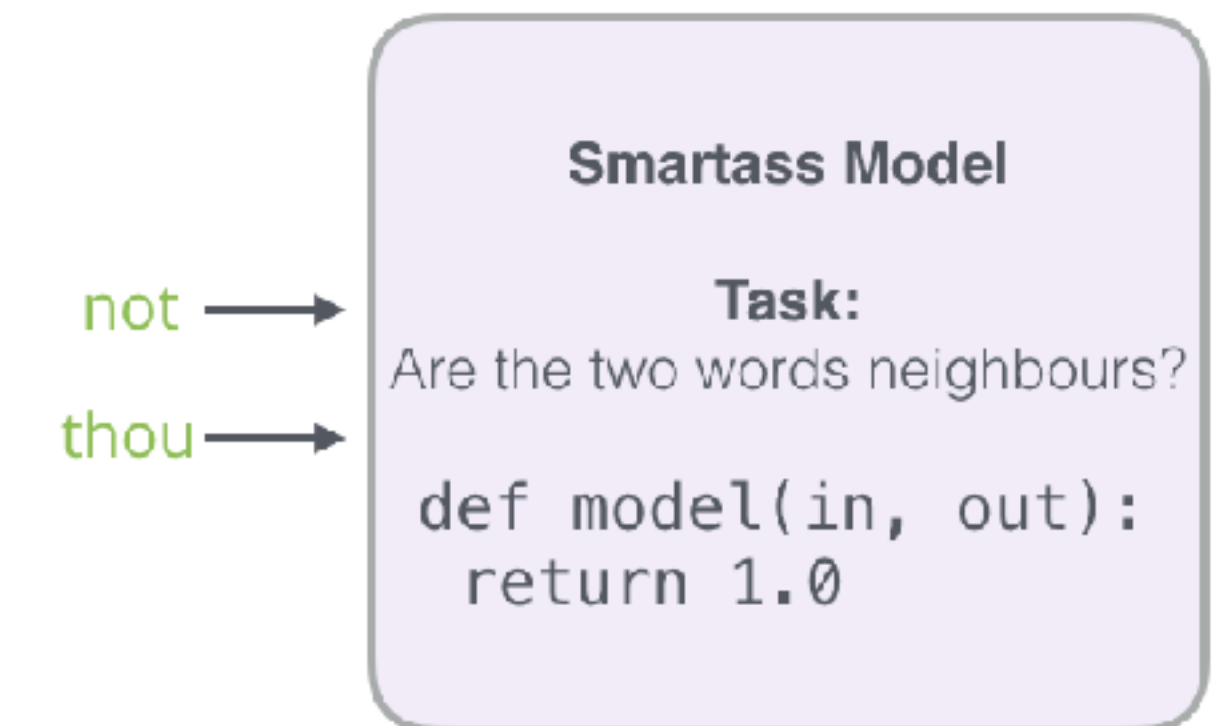 Smartass Model
Task:
not
Are the two words neighbours?
thou
def model(in, out):
return 1.0